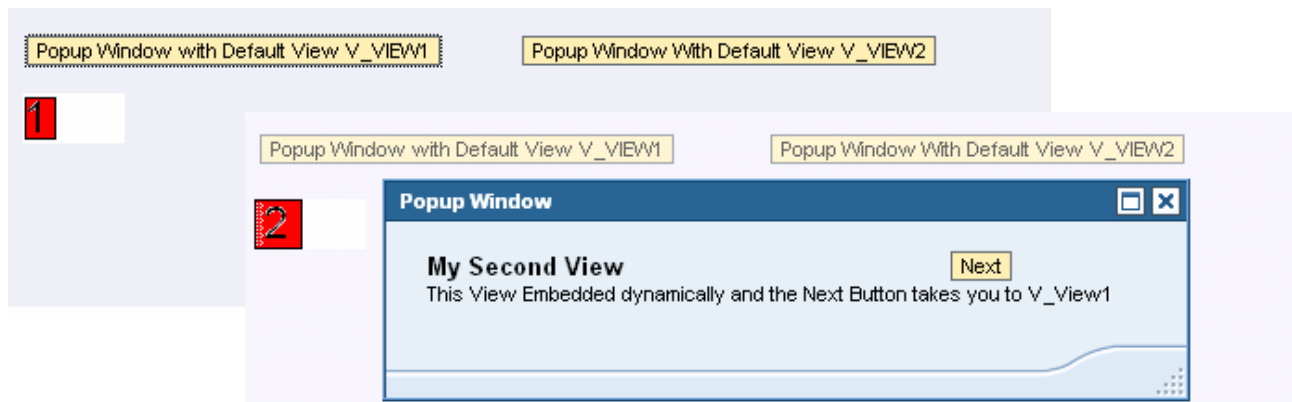 Popup Window with Default View V_VIEW1
Popup Window With Default View V_VIEW2
1
Popup Window with Default View V_VIEW1
Popup Window With Default View V_VIEW2
2
Popup Window
My Second View
Next
This View Embedded dynamically and the Next Button takes you to V_View1